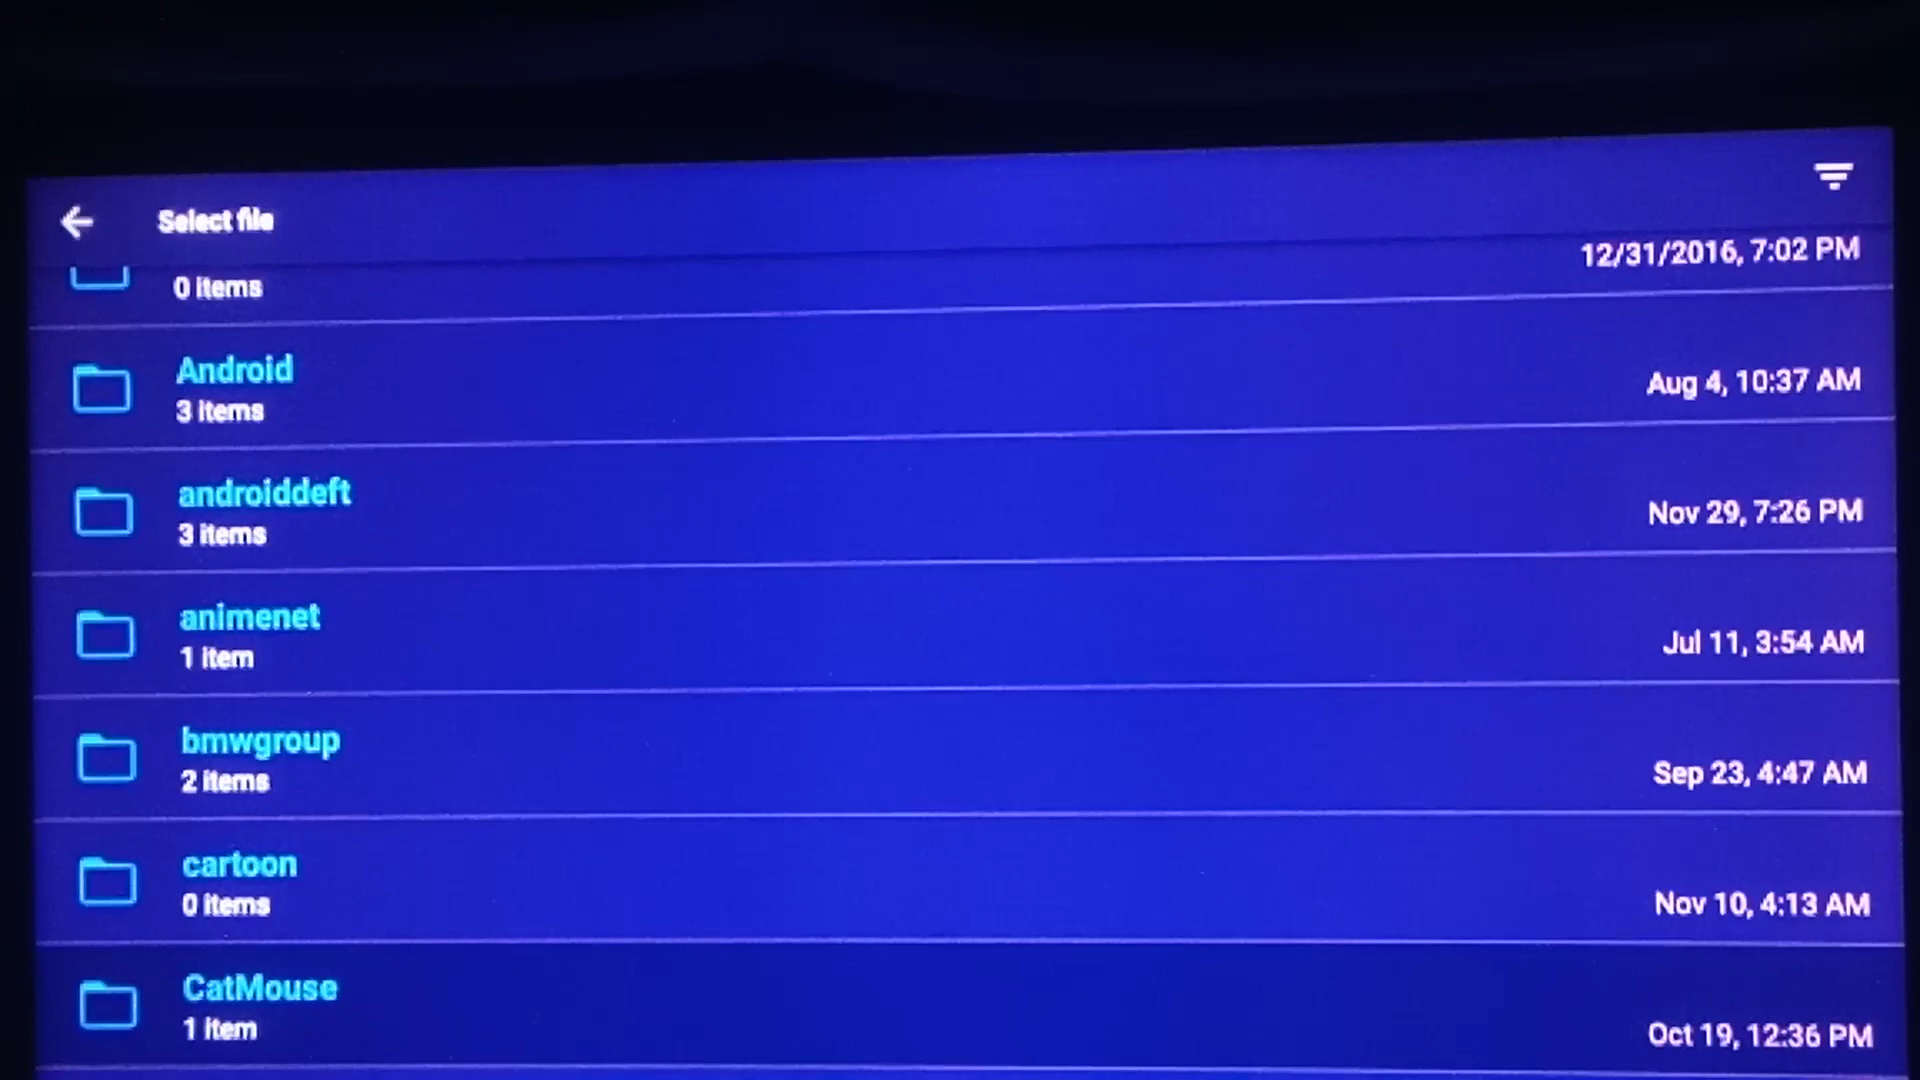 Select file
0 items
12/31/2016, 7:02 PM
Android
3 items
Aug 4, 10:37 AM
androiddeft
3 items
Nov 29, 7:26 PM
animenet
1 item
Jul 11, 3:54 AM
bmwgroup
2 items
Sep 23, 4:47 AM
cartoon
0 items
Nov 10, 4:13 AM
CatMouse
1 item
Oct 19, 12:36 PM